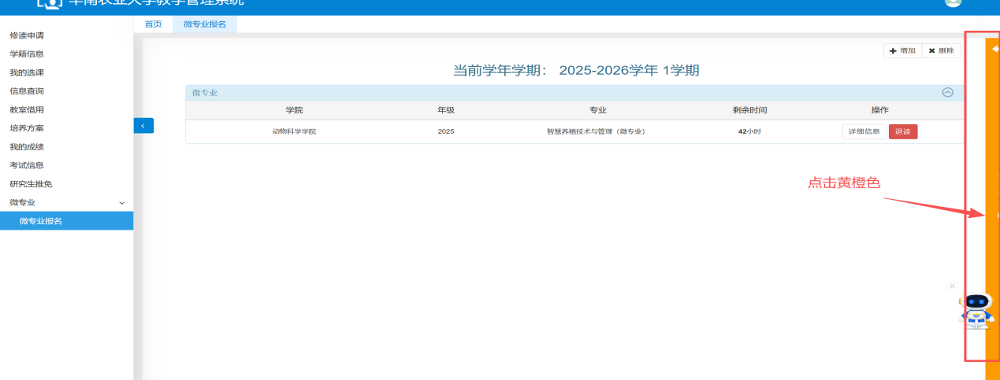 华南农业大学教学管理系统
首页 微专业报名
修读申请
学籍信息
我的选课
信息查询
教室借用
培养方案
我的成绩
考试信息
研究生推免
微专业
微专业报名
增加 删除
当前学年学期： 2025-2026学年 1学期
微专业
学院 年级 专业 剩余时间 操作
动物科学学院 2025 智慧养殖技术与管理（微专业） 42小时 详细信息 退读
点击黄橙色